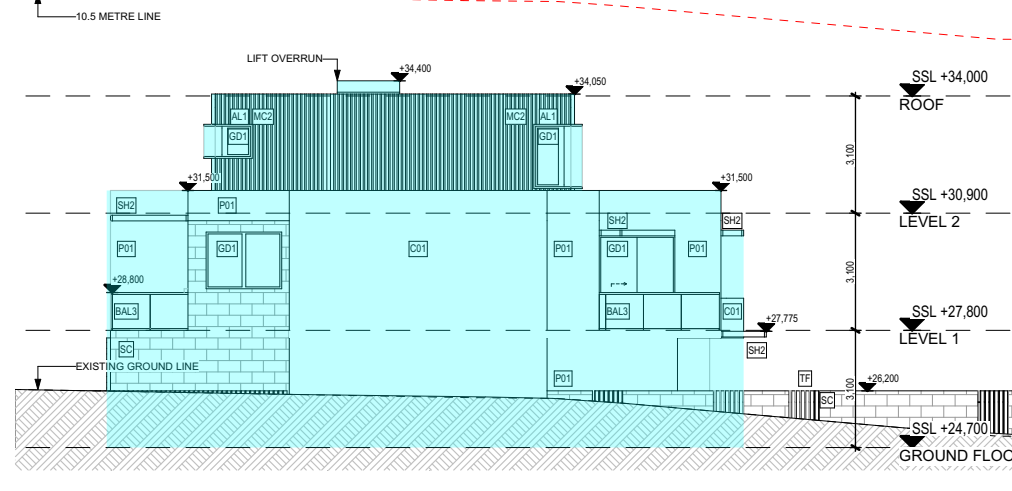 10.5 METRE LINE
LIFT OVERRUN
+34,400
+34,050
SSL +34,000
ROOF
AL1 MC2 MC2 AL1
GD1 GD1
3,100
+31,500 +31,500
SSL +30,900
LEVEL 2
SH2 P01
SH2 SH2
P01 GD1 C01 P01 GD1 P01
3,100
+28,800
BAL3 BAL3 C01
SSL +27,800
+27,775
LEVEL 1
SC SH2
EXISTING GROUND LINE
P01 TF
+26,200
3,100
SC
SSL +24,700
GROUND FLOO